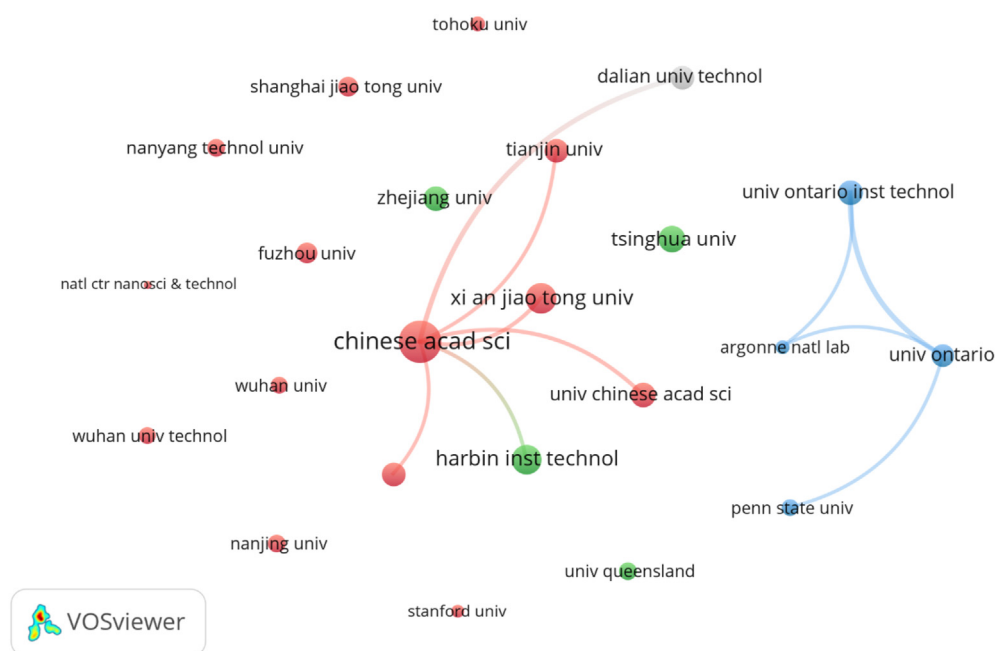 tohoku univ
dalian univ technol
shanghai jiao tong univ
nanyang technol univ
tianjin univ
univ ontario inst technol
zhejiang univ
tsinghua univ
fuzhou univ
natl ctr nanosci & technol
xi an jiao tong univ
chinese acad sci
argonne natl lab
univ ontario
wuhan univ
univ chinese acad sci
wuhan univ technol
harbin inst technol
penn state univ
nanjing univ
univ queensland
stanford univ
VOSviewer